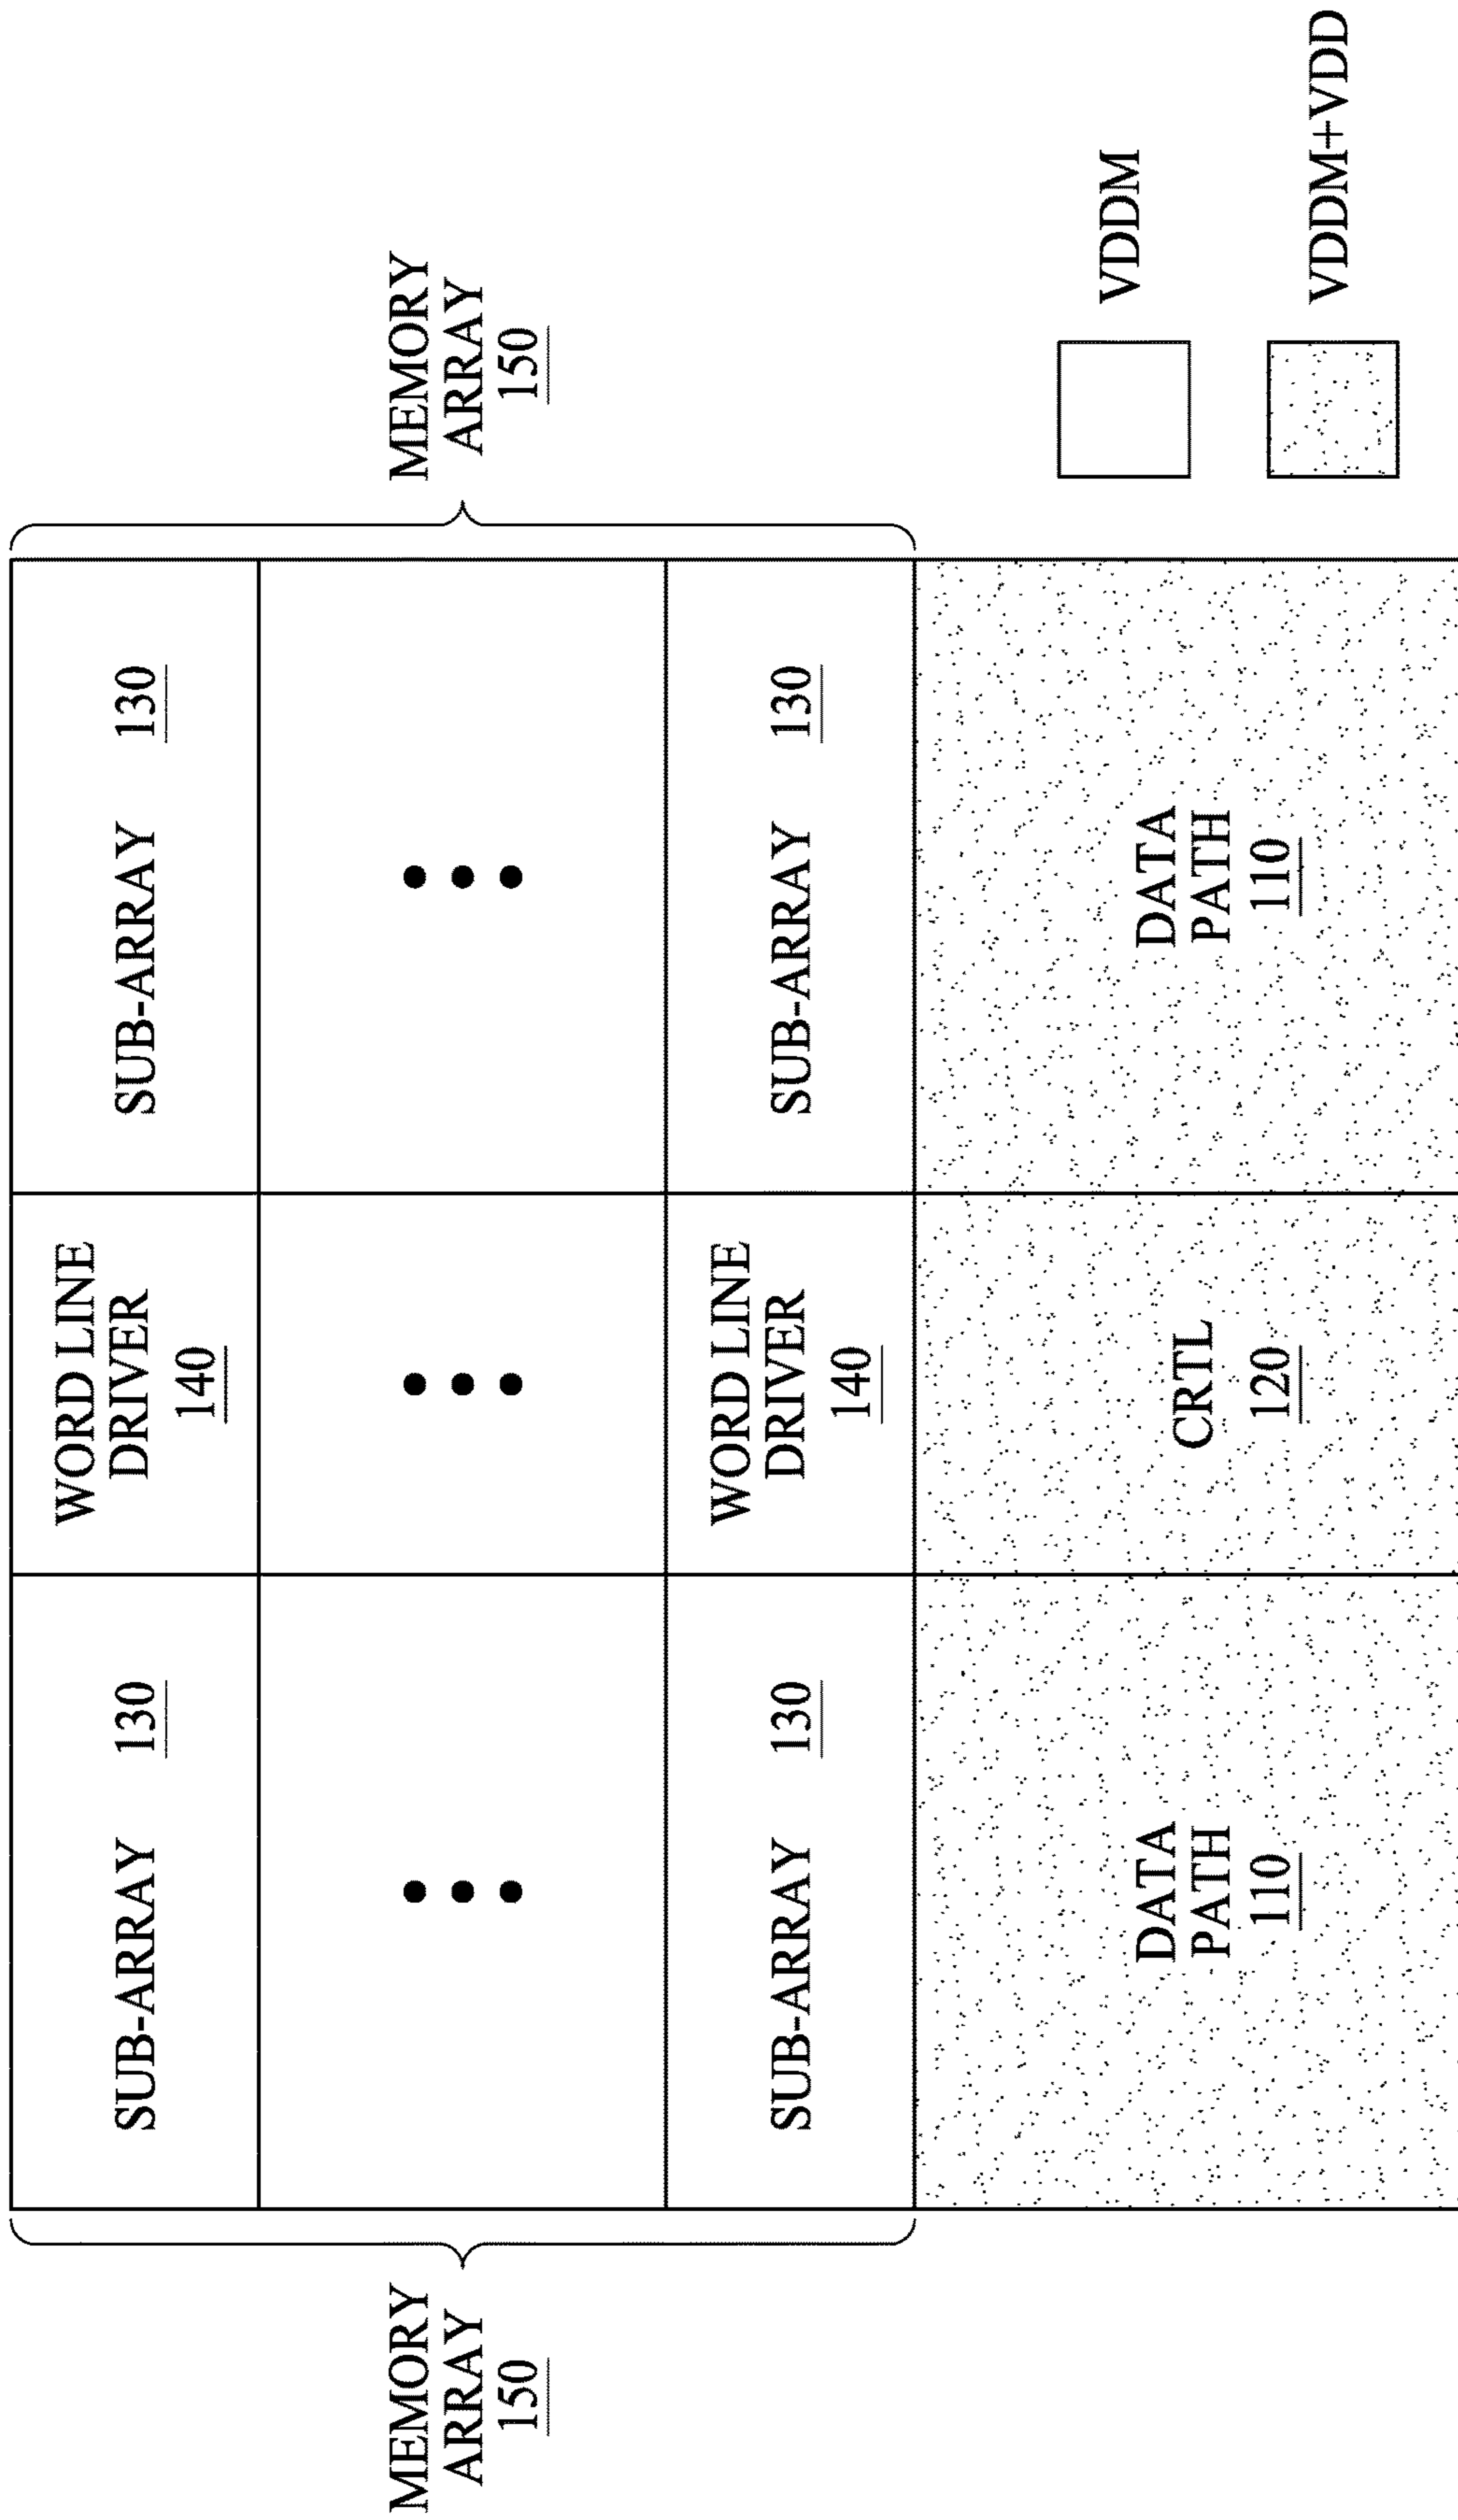 SUB-ARRAY 130
WORD LINE
DRIVER
140
SUB-ARRAY 130
MEMORY
ARRAY
150
MEMORY
ARRAY
150
SUB-ARRAY 130
WORD LINE
DRIVER
140
SUB-ARRAY 130
DATA
PATH
110
CRTL
120
DATA
PATH
110
VDDM
VDDM+VDD